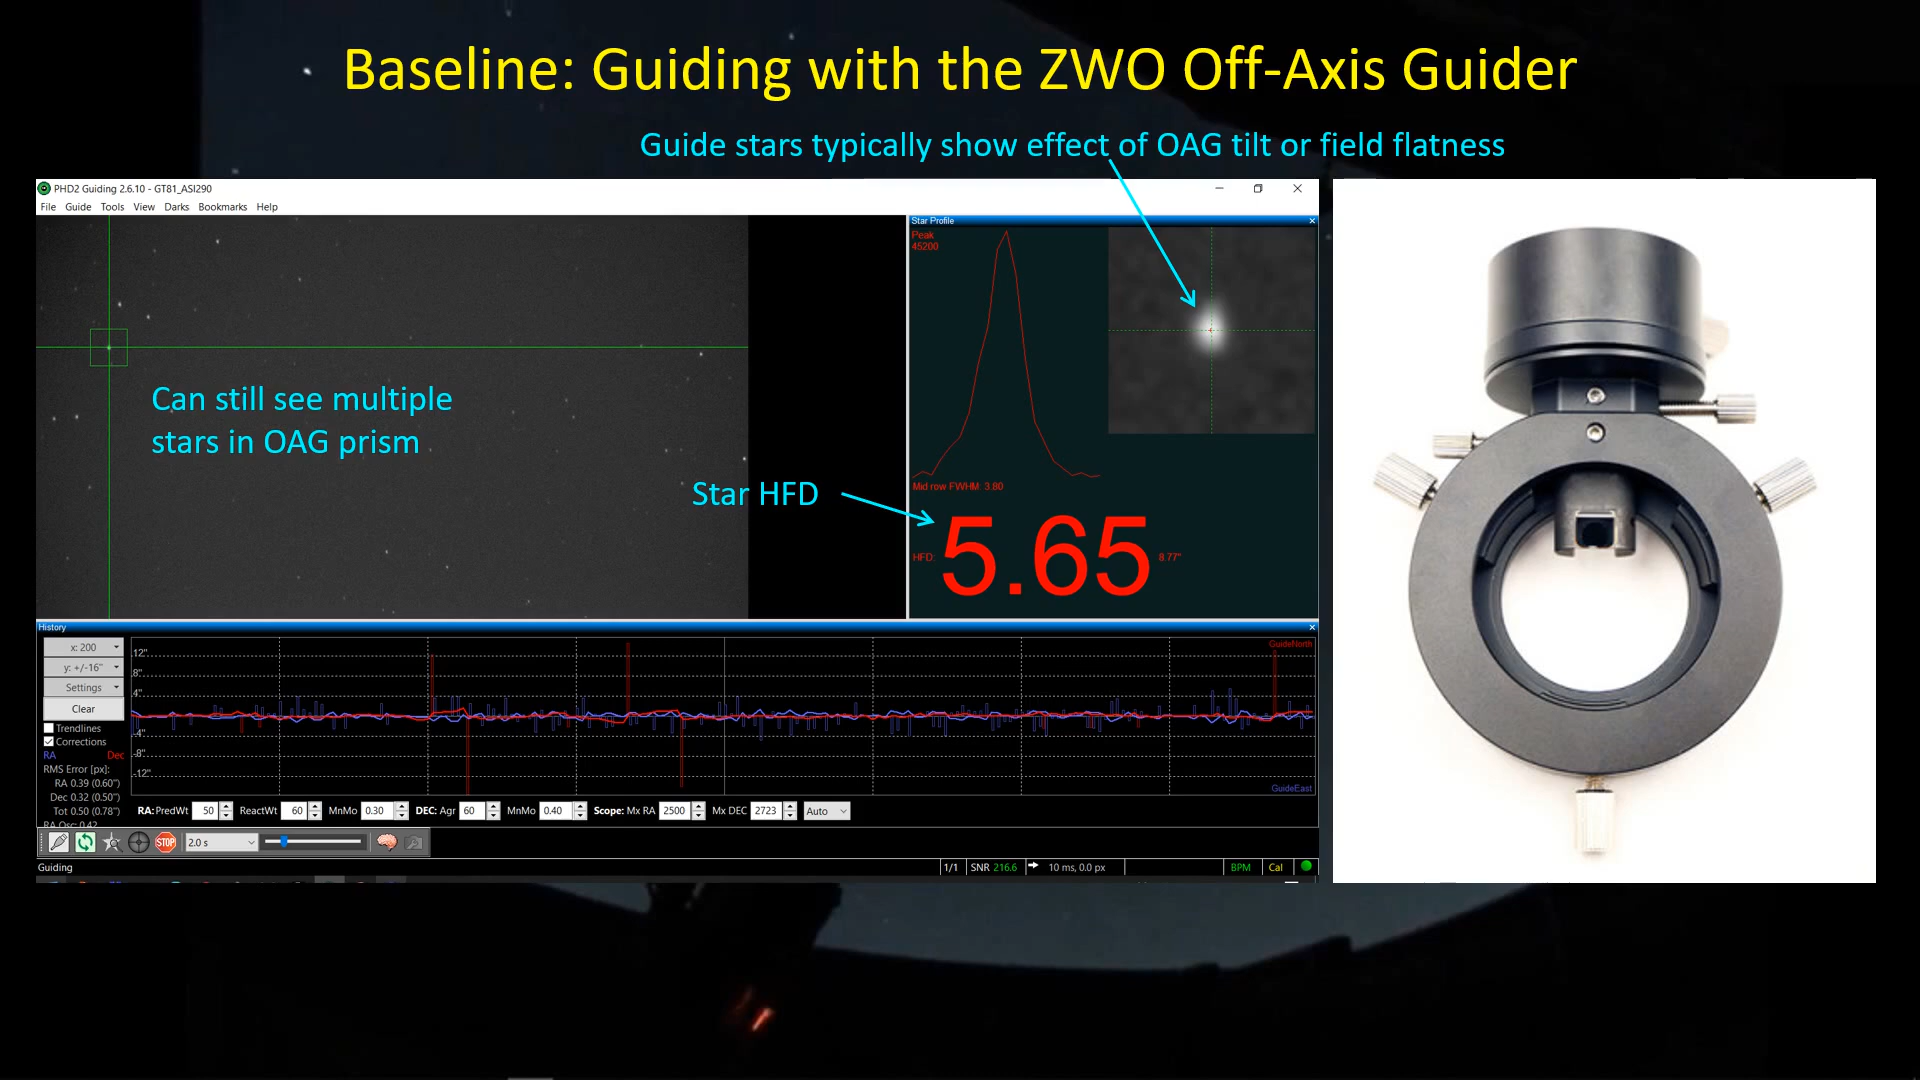 Baseline: Guiding with the ZWO Off-Axis Guider
Guide stars typically show effect of OAG tilt or field flatness
PHD2 Guiding 2.6.10 - GT81_ASI290
File Guide Tools View Darks Bookmarks Help
Star Profile
Peak
45200
Can still see multiple
stars in OAG prism
Mid row FWHM: 3.80
Star HFD
HFD: 5.65 8.77"
History
x: 200
y: +/-16"
Settings
Clear
Trendlines
Corrections
RA Dec
RMS Error [px]:
RA 0.39 (0.60")
Dec 0.32 (0.50")
Tot 0.50 (0.78")
RA Osc: 0.42
12"
8"
4"
-4"
-8"
-12"
GuideNorth
GuideEast
RA: PredWt 50 ReactWt 60 MnMo 0.30 DEC: Agr 60 MnMo 0.40 Scope: Mx RA 2500 Mx DEC 2723 Auto
STOP 2.0 s
Guiding 1/1 SNR 216.6 10 ms, 0.0 px BPM Cal